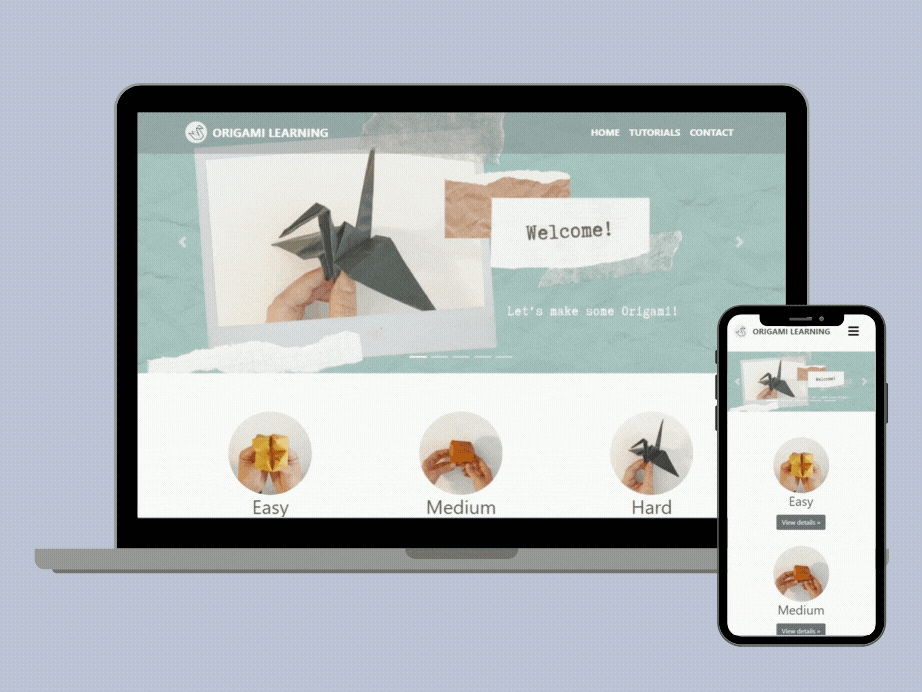 ORIGAMI LEARNING
HOME TUTORIALS CONTACT
Welcome!
Let's make some Origami!
Easy
Medium
Hard
ORIGAMI LEARNING
Welcome!
Easy
View details »
Medium
View details »